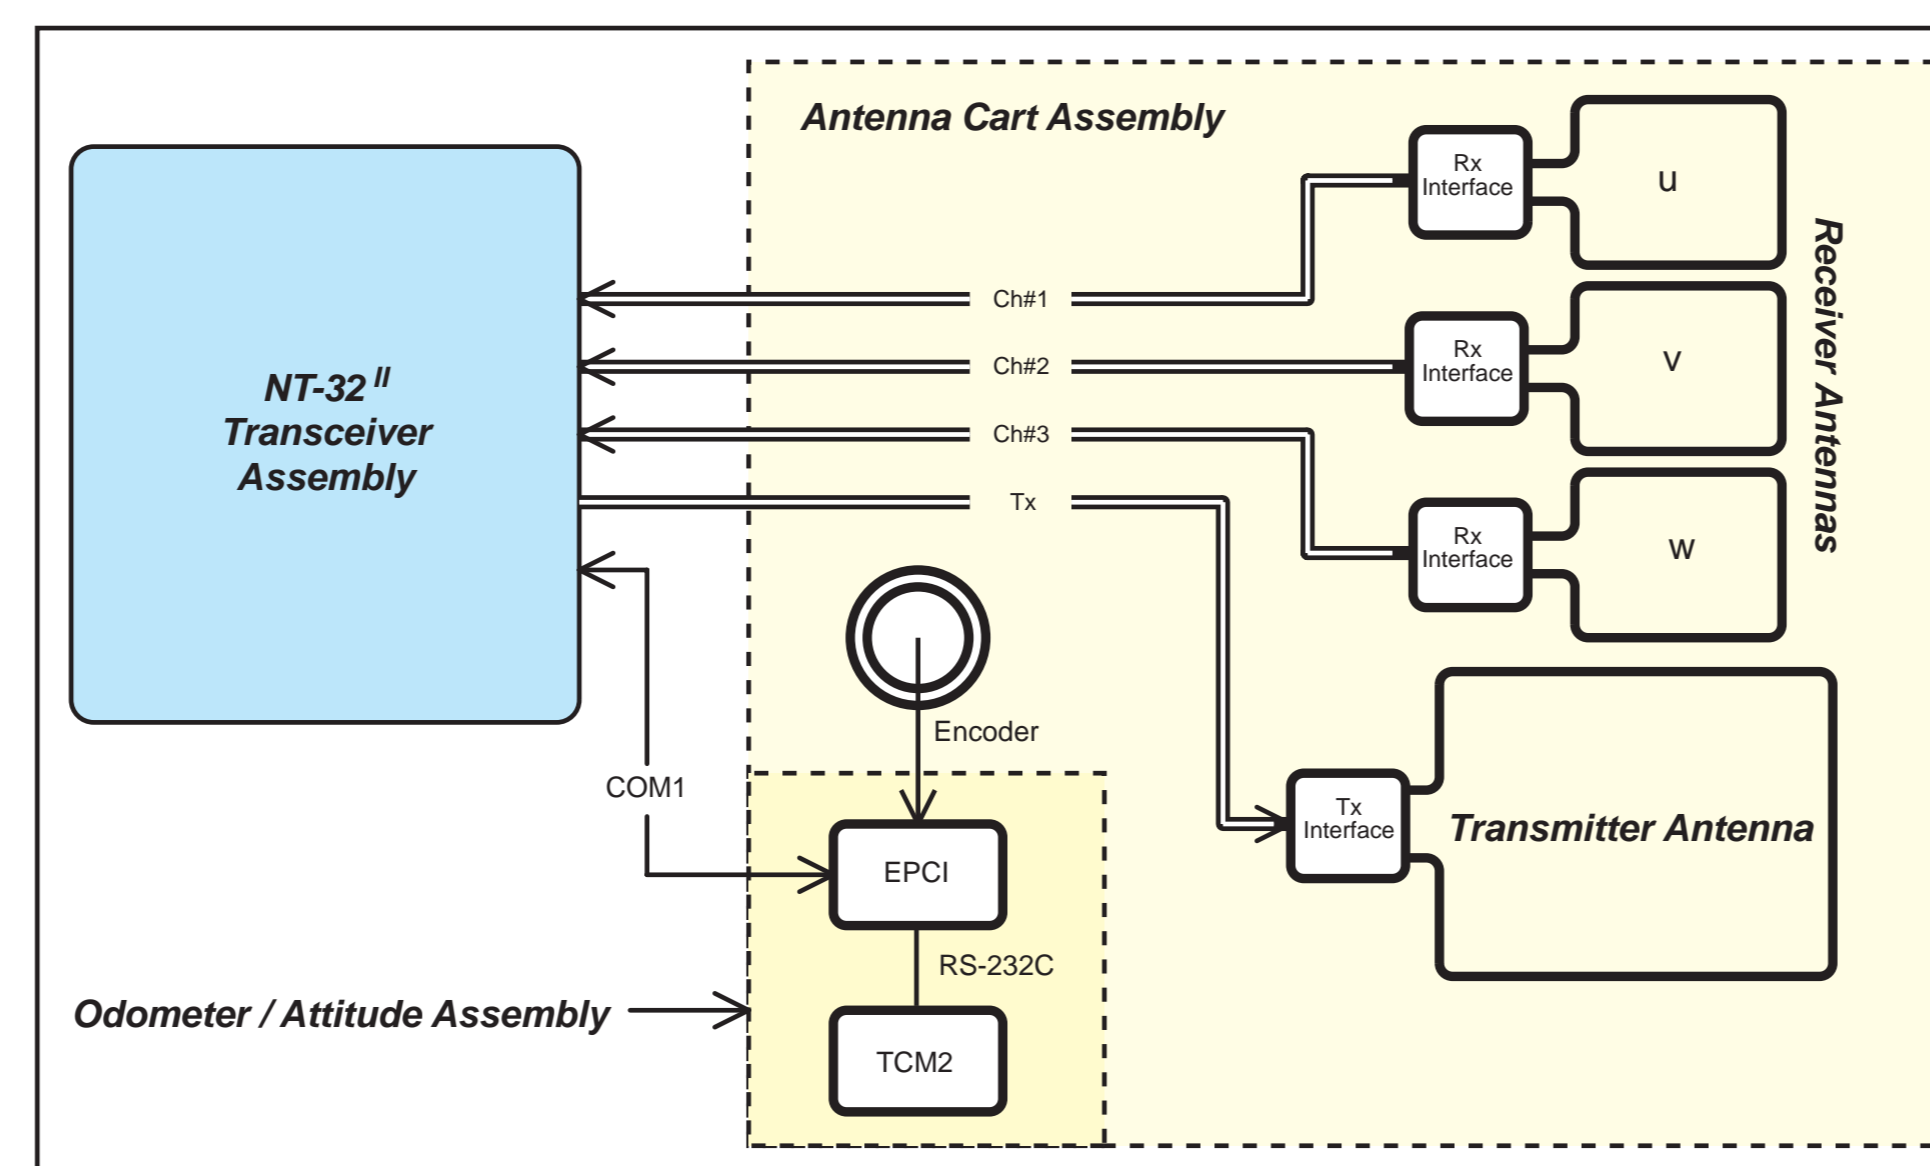 Antenna Cart Assembly
Rx
Interface
u
Receiver Antennas
Ch#1
NT-32 II
Transceiver
Assembly
Ch#2
Rx
Interface
v
Ch#3
Tx
Rx
Interface
w
Encoder
COM1
Tx
Interface
Transmitter Antenna
EPCI
RS-232C
Odometer / Attitude Assembly
TCM2